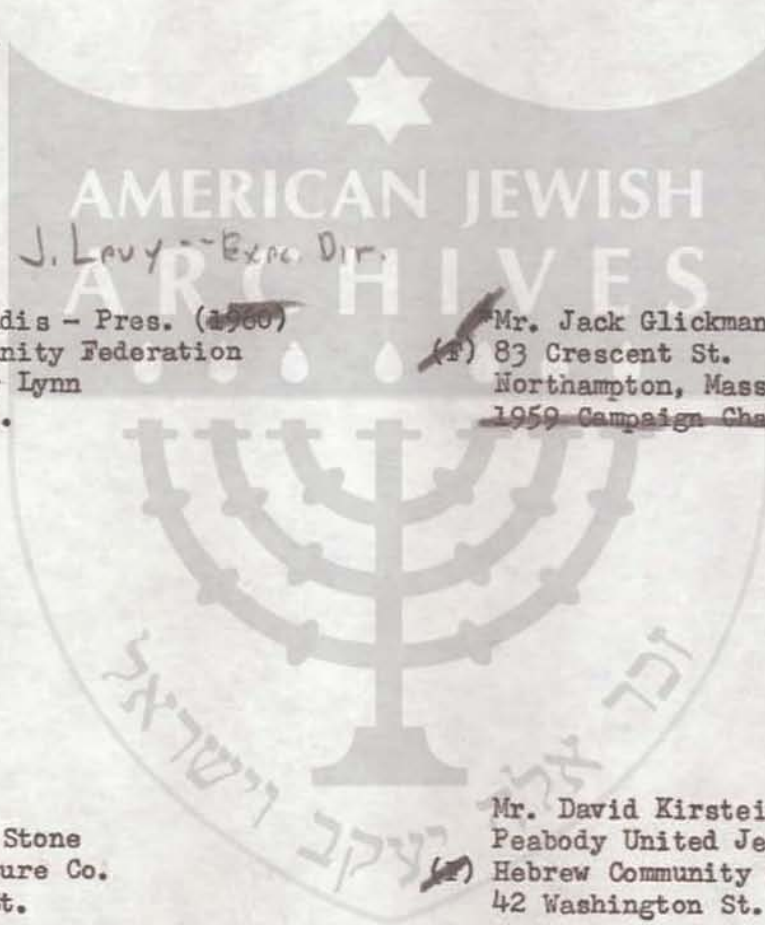 AMERICAN JEWISH
ARCHIVES
J. Levy -- Exec. Dir.
dis - Pres. (1960)
nity Federation
Lynn
.
*Mr. Jack Glickman
(F) 83 Crescent St.
Northampton, Mass
1959 Campaign Cha
Stone
ure Co.
t.
Mr. David Kirstei
Peabody United Je
Hebrew Community
42 Washington St.
זכר אלה יעקב וישראל